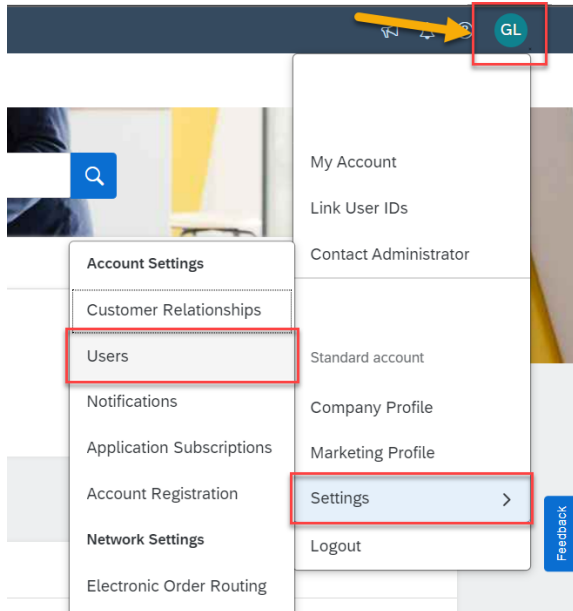 GL
My Account
Link User IDs
Contact Administrator
Account Settings
Customer Relationships
Users
Standard account
Notifications
Company Profile
Application Subscriptions
Marketing Profile
Account Registration
Settings
Network Settings
Logout
Electronic Order Routing
Feedback